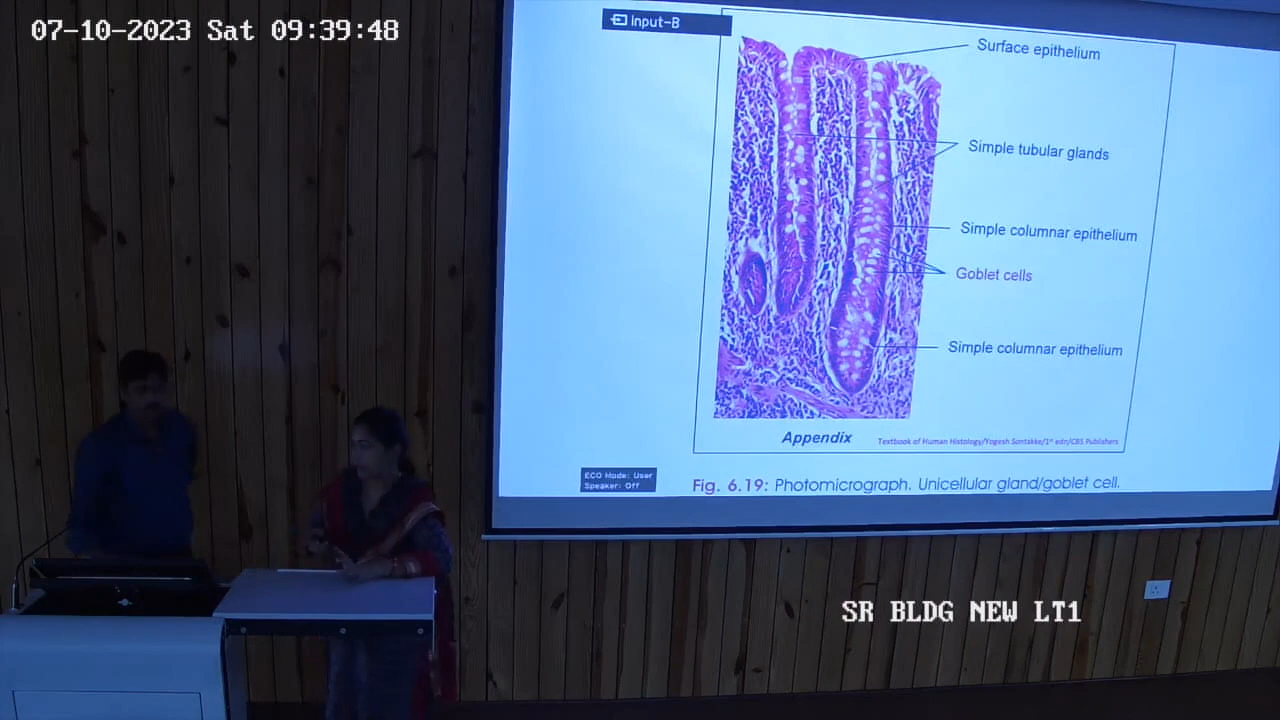 07-10-2023 Sat 09:39:48
Input-B
Surface epithelium
Simple tubular glands
Simple columnar epithelium
Goblet cells
Simple columnar epithelium
Appendix
Textbook of Human Histology/Yogesh Sontakke/1st edn/CBS Publishers
ECO Mode: User
Speaker: Off
Fig. 6.19: Photomicrograph. Unicellular gland/goblet cell.
SR BLDG NEW LT1